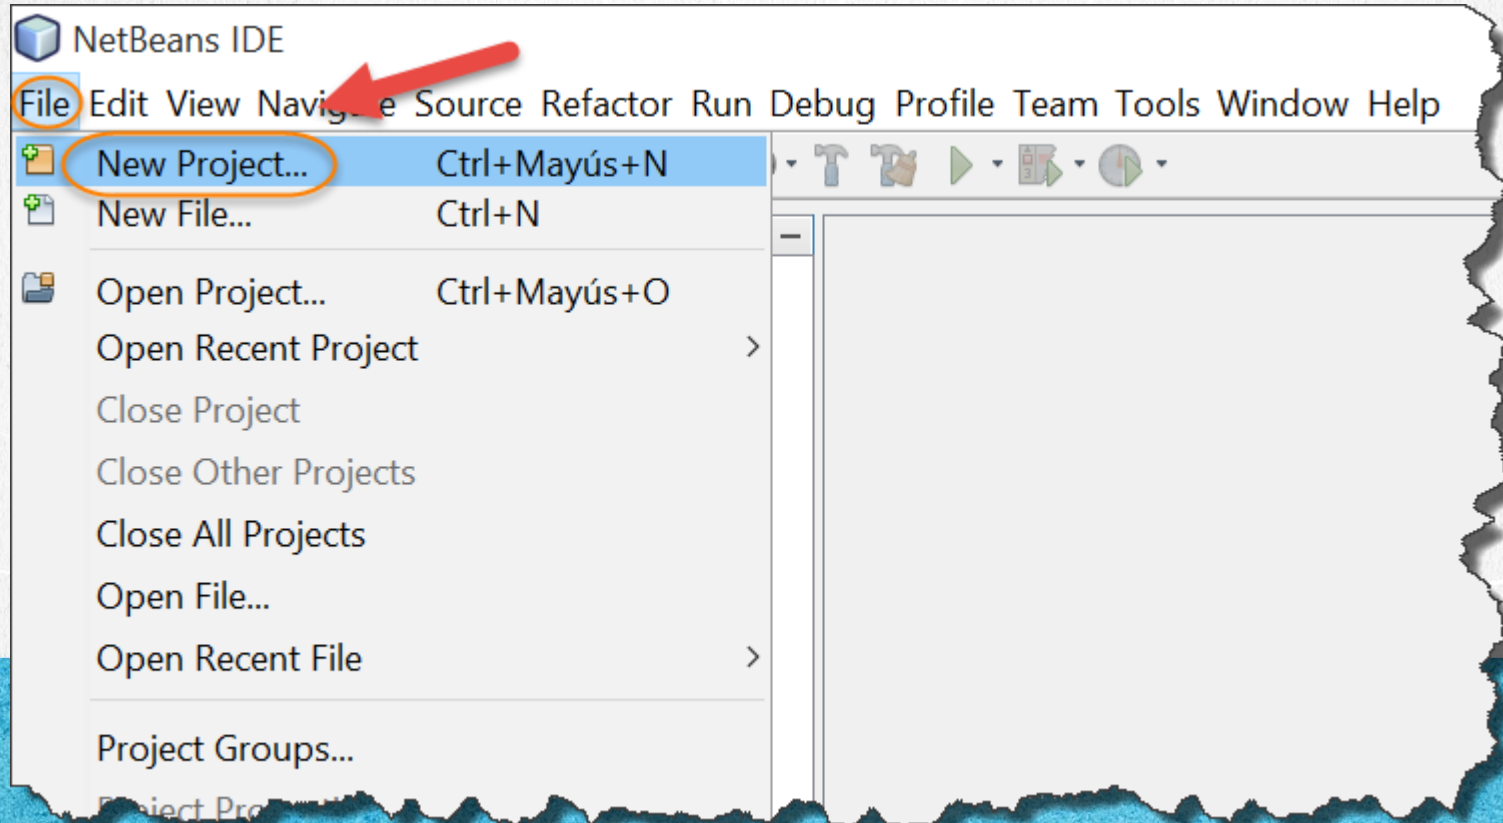 NetBeans IDE
File Edit View Source Refactor Run Debug Profile Team Tools Window Help
New Project... Ctrl+Mayús+N
New File... Ctrl+N
Open Project... Ctrl+Mayús+O
Open Recent Project >
Close Project
Close Other Projects
Close All Projects
Open File...
Open Recent File >
Project Groups...
Project